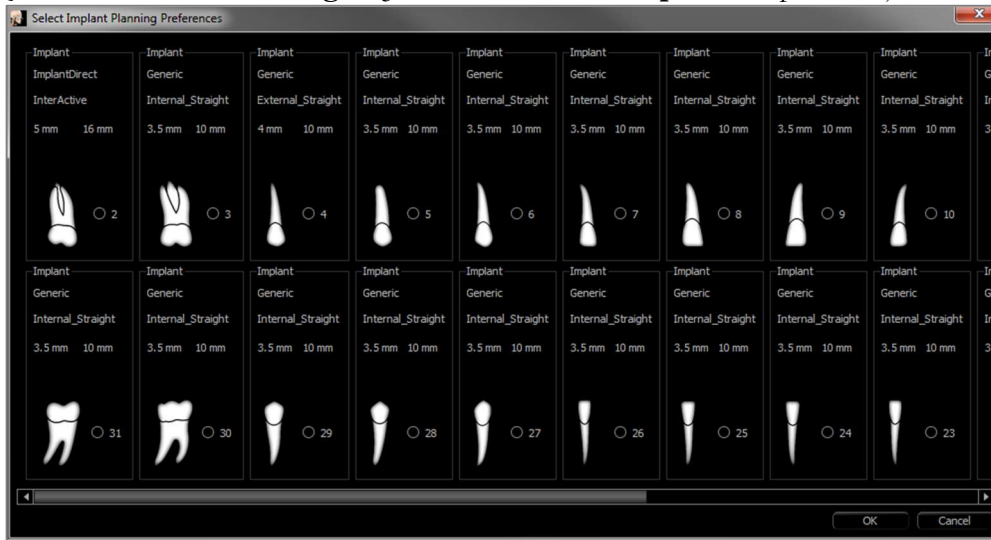 Select Implant Planning Preferences
Implant Implant Implant Implant Implant Implant Implant Implant Implant
ImplantDirect Generic Generic Generic Generic Generic Generic Generic Generic
InterActive Internal_Straight External_Straight Internal_Straight Internal_Straight Internal_Straight Internal_Straight Internal_Straight Internal_Straight
5 mm 16 mm 3.5 mm 10 mm 4 mm 10 mm 3.5 mm 10 mm 3.5 mm 10 mm 3.5 mm 10 mm 3.5 mm 10 mm 3.5 mm 10 mm 3.5 mm 10 mm
2 3 4 5 6 7 8 9 10
Implant Implant Implant Implant Implant Implant Implant Implant Implant
Generic Generic Generic Generic Generic Generic Generic Generic Generic
Internal_Straight Internal_Straight Internal_Straight Internal_Straight Internal_Straight Internal_Straight Internal_Straight Internal_Straight Internal_Straight
3.5 mm 10 mm 3.5 mm 10 mm 3.5 mm 10 mm 3.5 mm 10 mm 3.5 mm 10 mm 3.5 mm 10 mm 3.5 mm 10 mm 3.5 mm 10 mm 3.5 mm 10 mm
31 30 29 28 27 26 25 24 23
OK Cancel